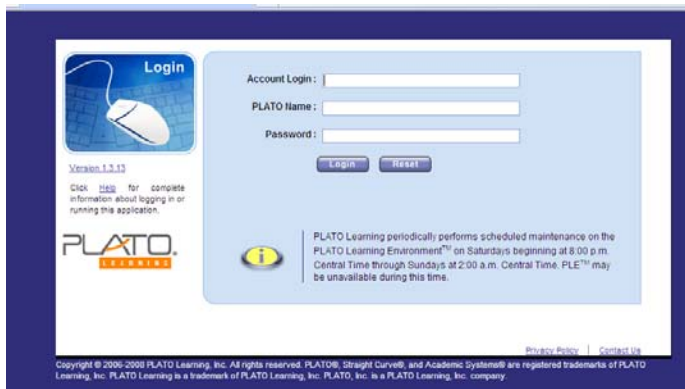 Login
Account Login :
PLATO Name :
Password :
Login Reset
Version 1.3.13
Click Help for complete
information about logging in or
running this application.
PLATO.
LEARNING
PLATO Learning periodically performs scheduled maintenance on the
PLATO Learning Environment™ on Saturdays beginning at 8:00 p.m.
Central Time through Sundays at 2:00 a.m. Central Time. PLE™ may
be unavailable during this time.
Privacy Policy | Contact Us
Copyright © 2006-2008 PLATO Learning, Inc. All rights reserved. PLATO®, Straight Curve®, and Academic Systems® are registered trademarks of PLATO
Learning, Inc. PLATO Learning is a trademark of PLATO Learning, Inc. PLATO, Inc. is a PLATO Learning, Inc. company.